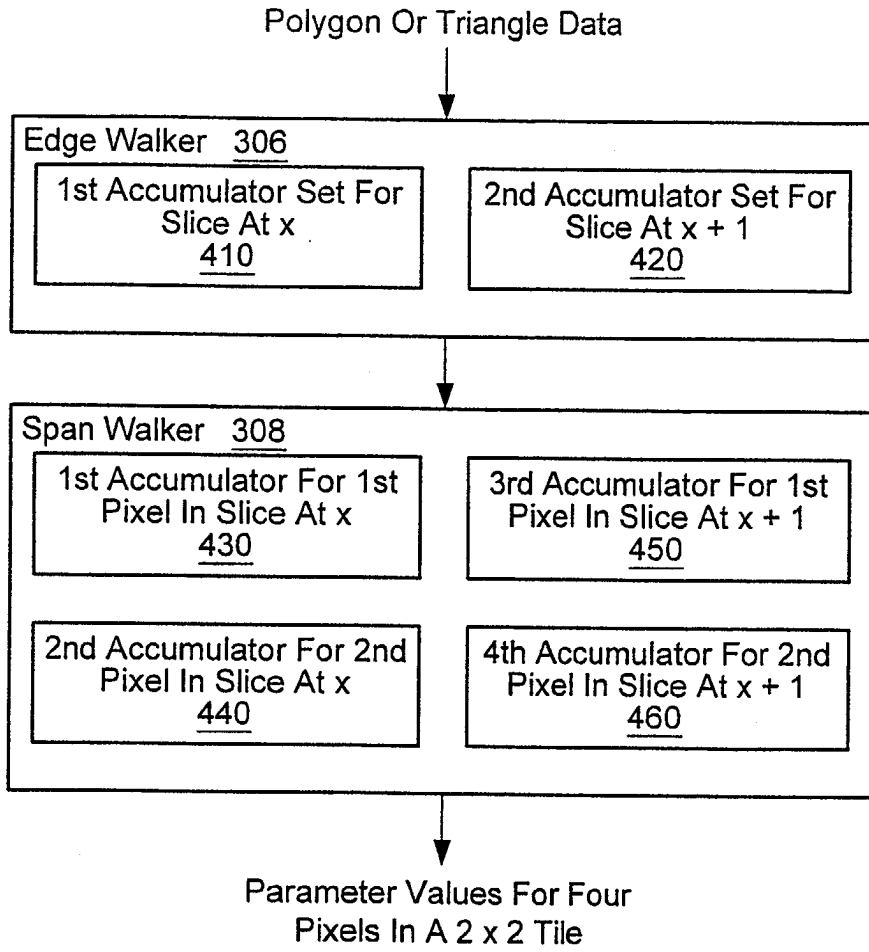 Polygon Or Triangle Data
Edge Walker 306
1st Accumulator Set For
Slice At x
410
2nd Accumulator Set For
Slice At x + 1
420
Span Walker 308
1st Accumulator For 1st
Pixel In Slice At x
430
3rd Accumulator For 1st
Pixel In Slice At x + 1
450
2nd Accumulator For 2nd
Pixel In Slice At x
440
4th Accumulator For 2nd
Pixel In Slice At x + 1
460
Parameter Values For Four
Pixels In A 2 x 2 Tile